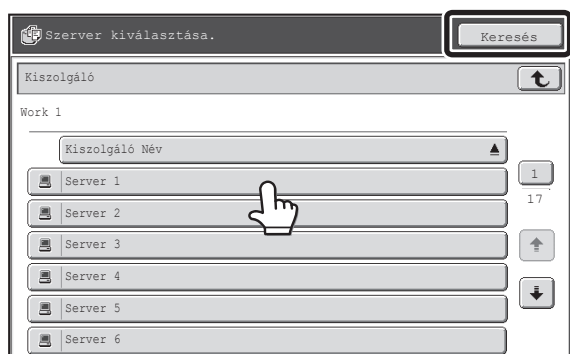 Szerver kiválasztása.
Keresés
Kiszolgáló
Work 1
Kiszolgáló Név
Server 1
1
17
Server 2
Server 3
Server 4
Server 5
Server 6